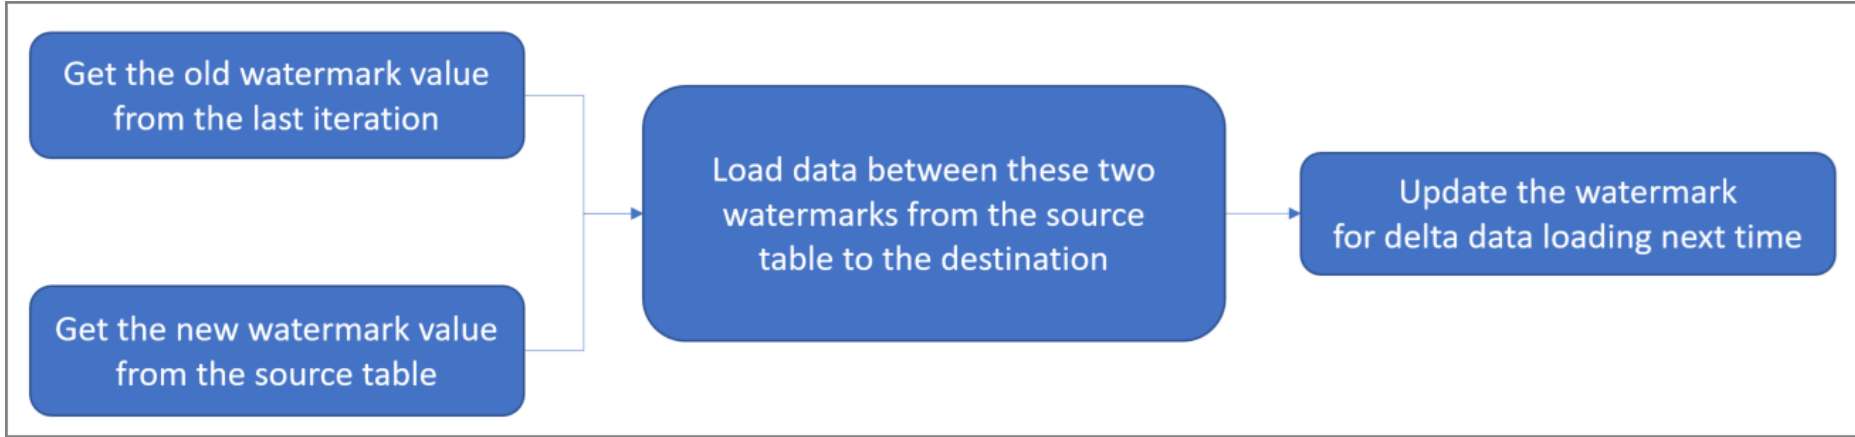 Get the old watermark value
from the last iteration
Get the new watermark value
from the source table
Load data between these two
watermarks from the source
table to the destination
Update the watermark
for delta data loading next time